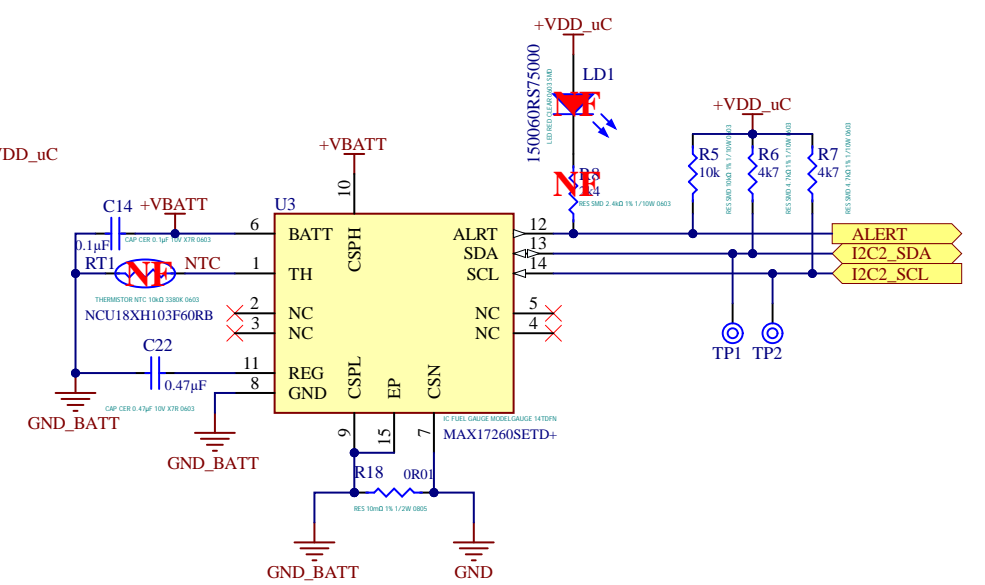 +VDD_uC
150060RS75000
LED RED CLEAR 0603 SMD
LD1
NF
+VDD_uC
VDD_uC
+VBATT
R8
NF
2k4
RES SMD 2.4kΩ 1% 1/10W 0603
R5
10k
RES SMD 10kΩ 1% 1/10W 0603
R6
4k7
RES SMD 4.7kΩ 1% 1/10W 0603
R7
4k7
RES SMD 4.7kΩ 1% 1/10W 0603
C14
+VBATT
0.1µF
CAP CER 0.1µF 10V X7R 0603
10
U3
6
BATT
CSPH
ALRT
12
ALERT
SDA
13
I2C2_SDA
RT1
NF
NTC
1
TH
SCL
14
I2C2_SCL
THERMISTOR NTC 10kΩ 3380K 0603
NCU18XH103F60RB
2
NC
NC
5
3
NC
NC
4
TP1
TP2
C22
0.47µF
CAP CER 0.47µF 10V X7R 0603
11
REG
8
GND
CSPL
EP
CSN
GND_BATT
GND_BATT
9
15
7
IC FUEL GAUGE MODELGAUGE 14TDFN
MAX17260SETD+
R18
0R01
RES 10mΩ 1% 1/2W 0805
GND_BATT
GND